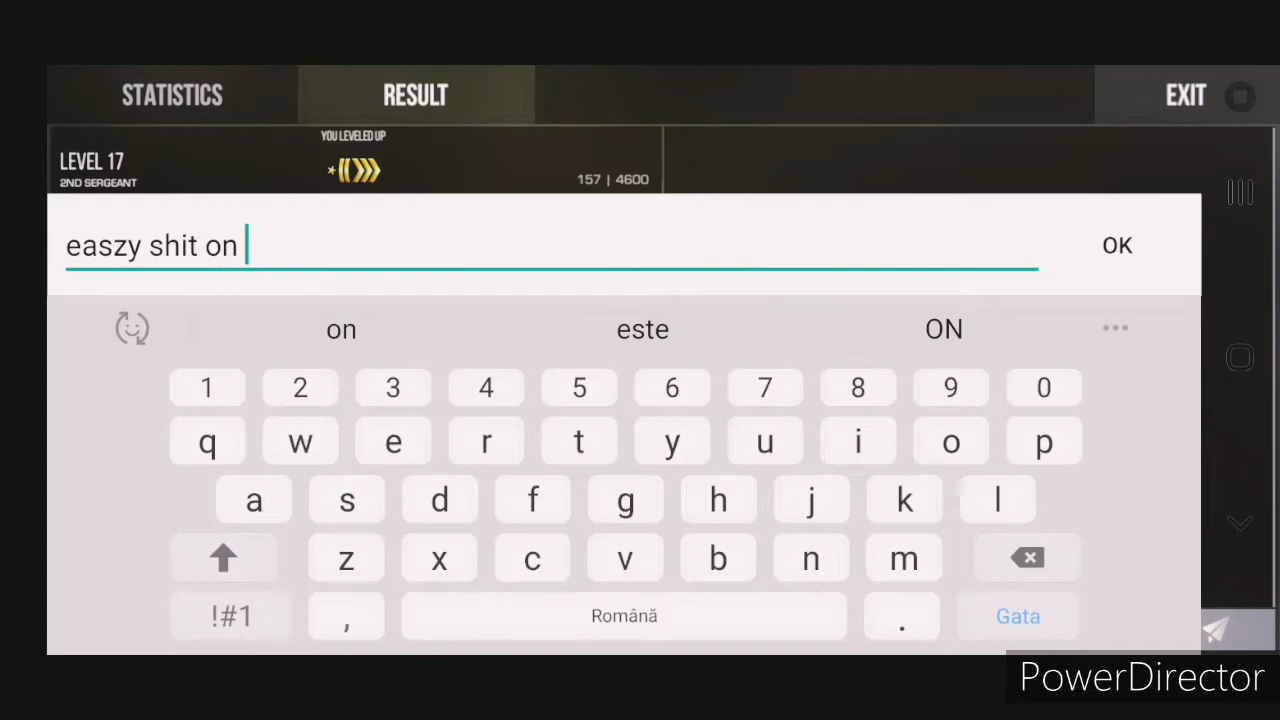 STATISTICS RESULT EXIT
YOU LEVELED UP
LEVEL 17
2ND SERGEANT
157 | 4600
easzy shit on
OK
on este ON
1 2 3 4 5 6 7 8 9 0
q w e r t y u i o p
a s d f g h j k l
z x c v b n m
!#1 , Română . Gata
PowerDirector